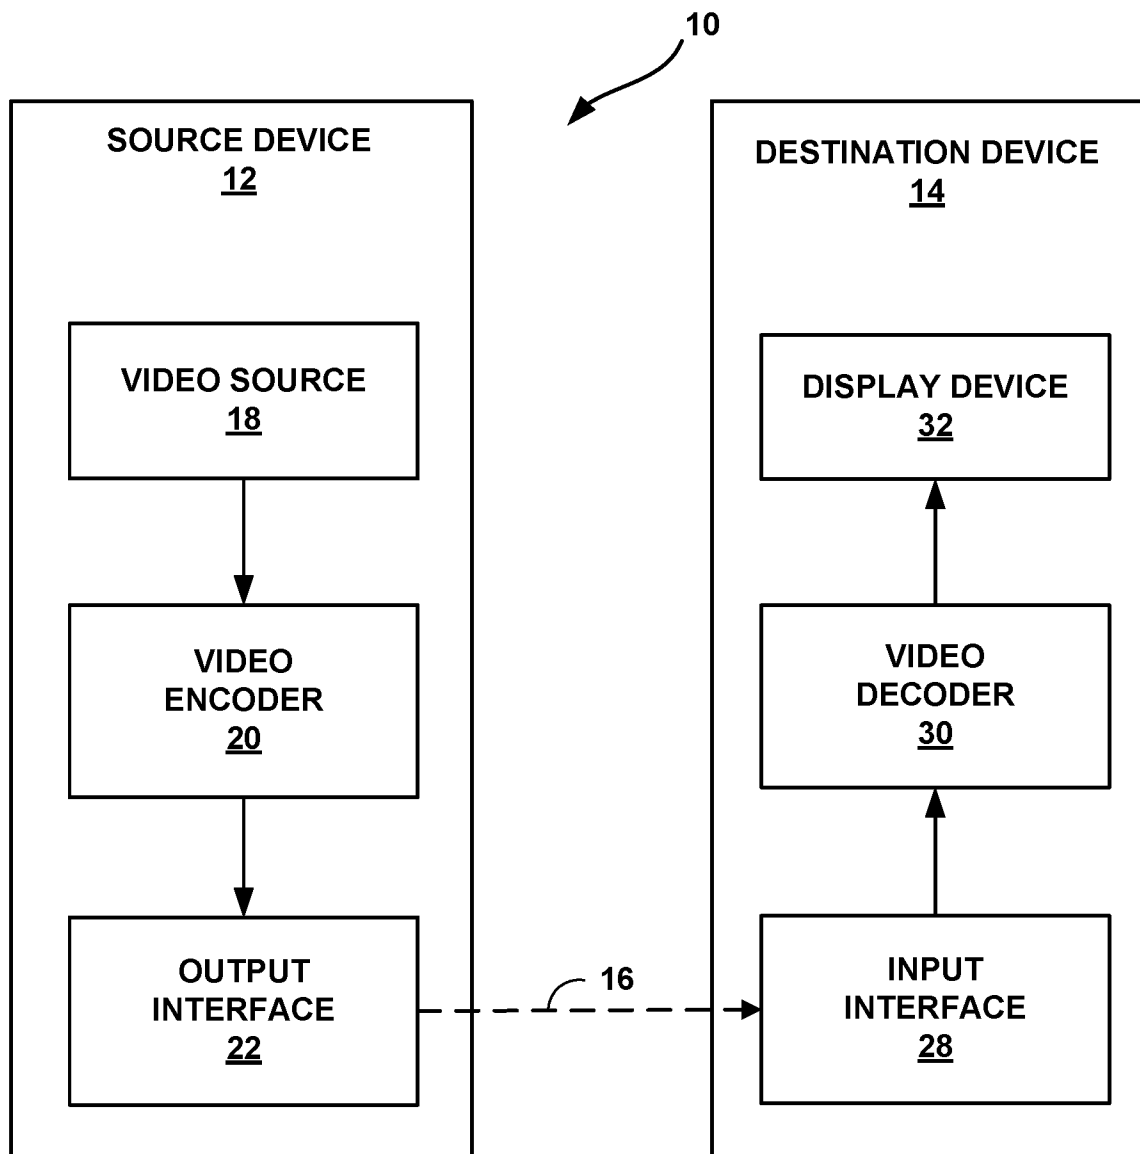 10
SOURCE DEVICE
12
VIDEO SOURCE
18
VIDEO
ENCODER
20
OUTPUT
INTERFACE
22
16
DESTINATION DEVICE
14
DISPLAY DEVICE
32
VIDEO
DECODER
30
INPUT
INTERFACE
28